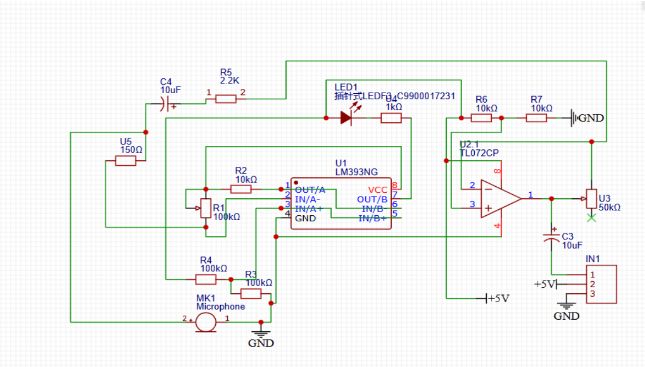 C4
10uF
R5
2.2K
1
2
LED1
插针式LEDF3_C9900017231
U4
1kΩ
R6
10kΩ
R7
10kΩ
GND
R3
50kΩ
U5
150Ω
U2.1
TL072CP
8
2
3
1
4
U3
50kΩ
U1
LM393NG
R2
10kΩ
R1
100kΩ
1 OUT/A
2 IN/A-
3 IN/A+
4 GND
VCC 8
OUT/B 7
IN/B- 6
IN/B+ 5
C3
10uF
R4
100kΩ
R3
100kΩ
IN1
1
2
3
+5V
GND
+5V
MK1
Microphone
2
1
GND